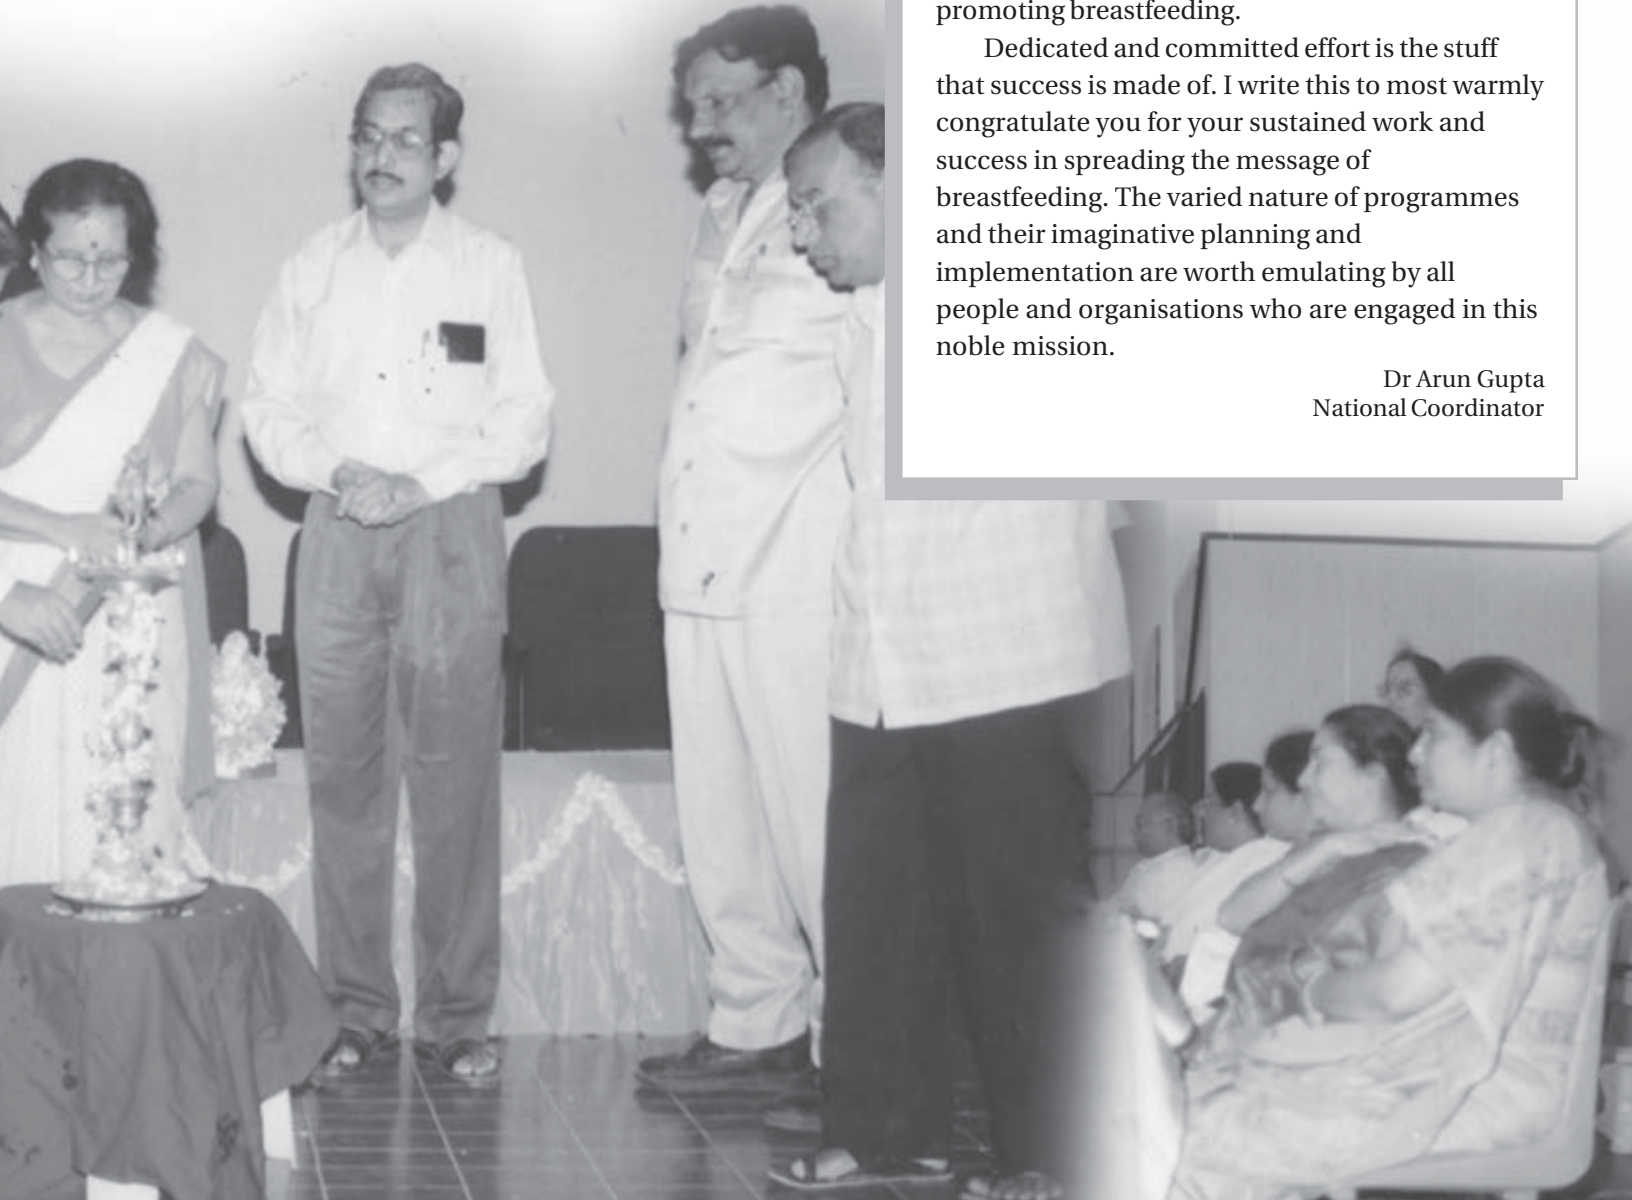 promoting breastfeeding.
Dedicated and committed effort is the stuff
that success is made of. I write this to most warmly
congratulate you for your sustained work and
success in spreading the message of
breastfeeding. The varied nature of programmes
and their imaginative planning and
implementation are worth emulating by all
people and organisations who are engaged in this
noble mission.
Dr Arun Gupta
National Coordinator